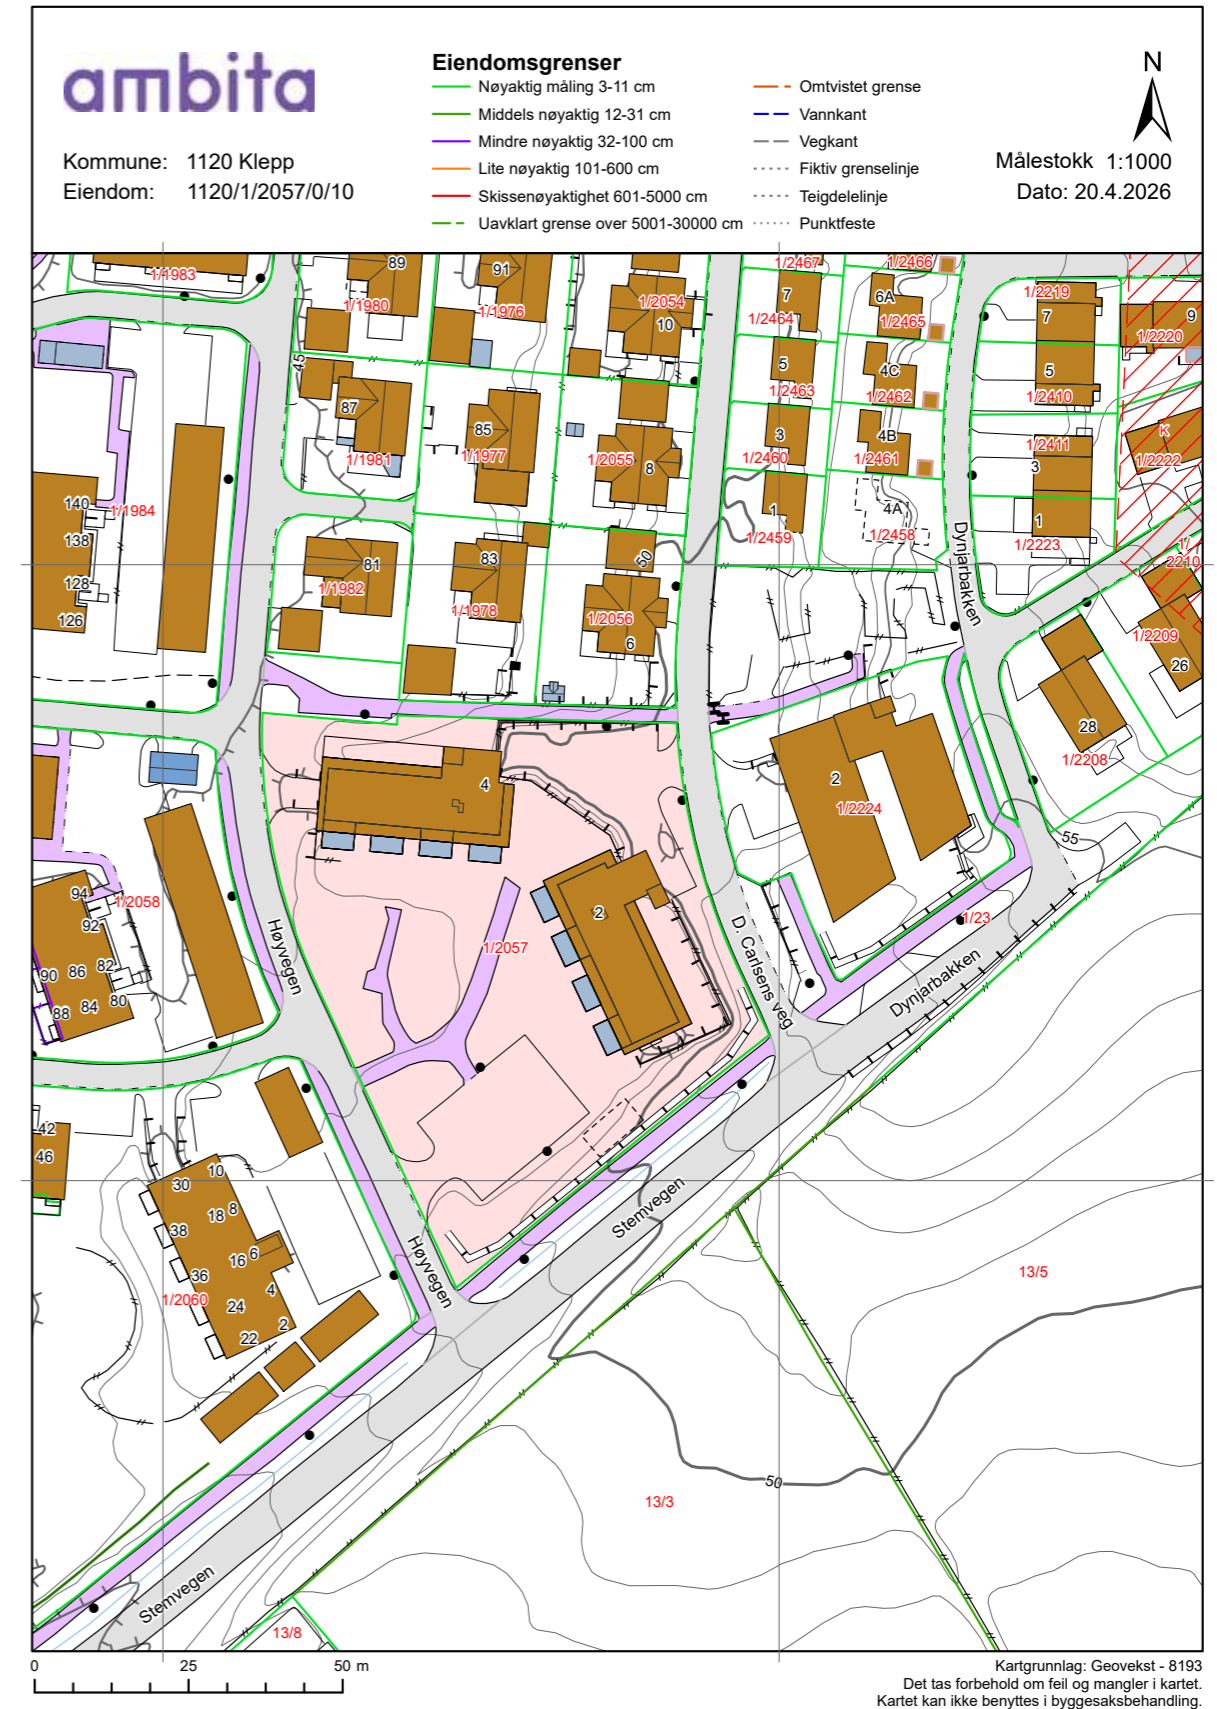 ambita
Kommune: 1120 Klepp
Eiendom: 1120/1/2057/0/10
Eiendomsgrenser
Nøyaktig måling 3-11 cm
Middels nøyaktig 12-31 cm
Mindre nøyaktig 32-100 cm
Lite nøyaktig 101-600 cm
Skissenøyaktighet 601-5000 cm
Uavklart grense over 5001-30000 cm
Omtvistet grense
Vannkant
Vegkant
Fiktiv grenselinje
Teigdelelinje
Punktfeste
N
Målestokk 1:1000
Dato: 20.4.2026
1/1983
89
1/1980
91
1/1976
1/2054
10
1/2467
7
1/2464
1/2466
6A
1/2465
1/2219
7
9
1/2220
45
87
1/1981
85
1/1977
1/2055
8
5
1/2463
4C
1/2462
5
1/2410
3
1/2460
4B
1/2461
1/2411
3
K
1/2222
140
1/1984
138
128
126
81
1/1982
83
1/1978
50
1/2056
6
1
1/2459
4A
1/2458
1
1/2223
Dynjarbakken
1/
2210
1/2209
26
28
1/2208
4
2
1/2224
55
94
1/2058
92
90
86
82
88
84
80
Høyvegen
1/2057
2
D. Carlsens veg
1/23
Dynjarbakken
42
46
10
30
8
18
38
6
16
36
4
1/2060
24
2
22
Høyvegen
Stemvegen
13/5
50
13/3
Stemvegen
13/8
0 25 50 m
Kartgrunnlag: Geovekst - 8193
Det tas forbehold om feil og mangler i kartet.
Kartet kan ikke benyttes i byggesaksbehandling.